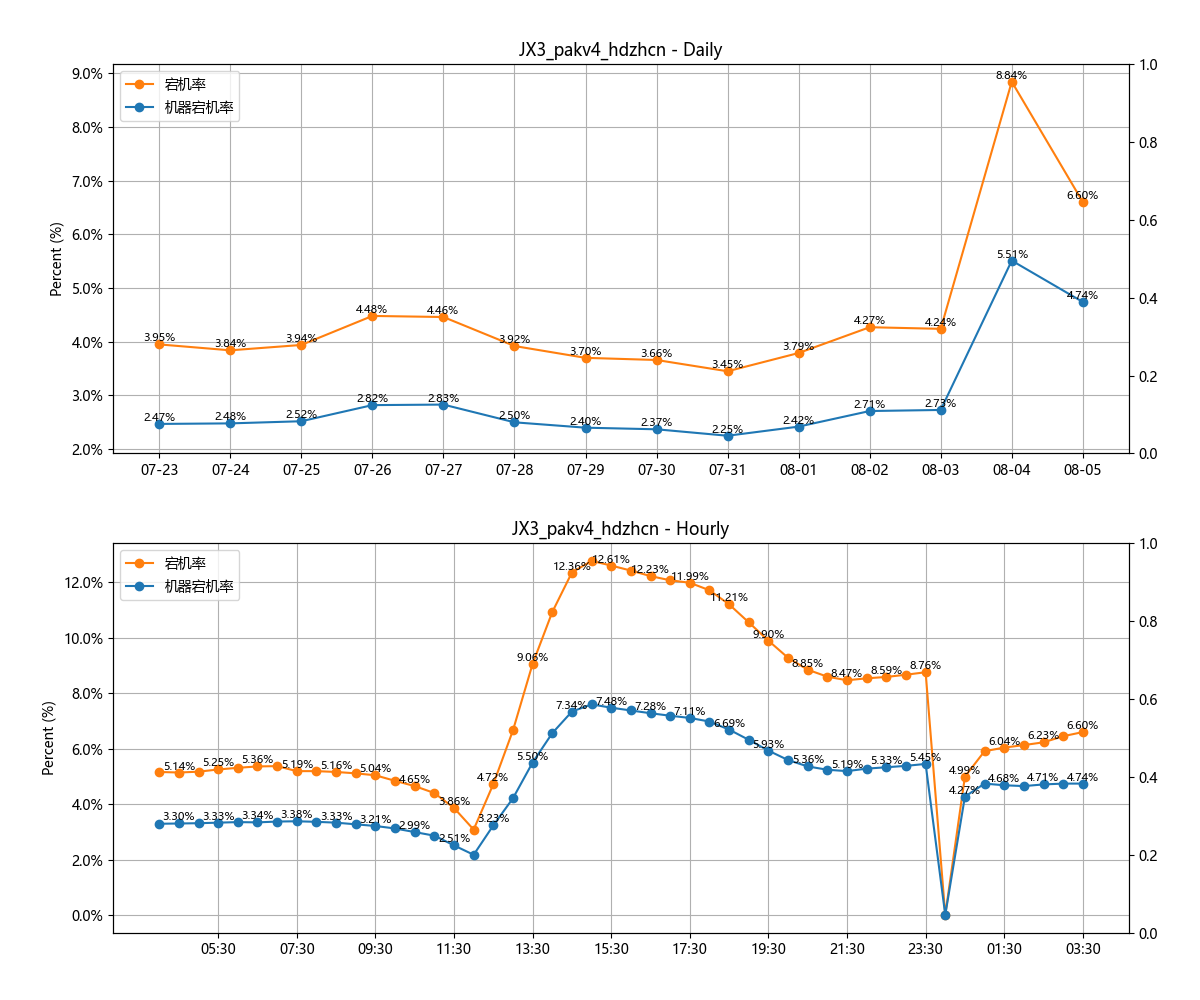 JX3_pakv4_hdzhcn - Daily
宕机率
机器宕机率
Percent (%)
9.0%
8.0%
7.0%
6.0%
5.0%
4.0%
3.0%
2.0%
1.0
0.8
0.6
0.4
0.2
0.0
3.95% 3.84% 3.94% 4.48% 4.46% 3.92% 3.70% 3.66% 3.45% 3.79% 4.27% 4.24% 8.84% 6.60%
2.47% 2.48% 2.52% 2.82% 2.83% 2.50% 2.40% 2.37% 2.25% 2.42% 2.71% 2.73% 5.51% 4.74%
07-23 07-24 07-25 07-26 07-27 07-28 07-29 07-30 07-31 08-01 08-02 08-03 08-04 08-05
JX3_pakv4_hdzhcn - Hourly
宕机率
机器宕机率
Percent (%)
12.0%
10.0%
8.0%
6.0%
4.0%
2.0%
0.0%
1.0
0.8
0.6
0.4
0.2
0.0
5.14% 5.25% 5.36% 5.19% 5.16% 5.04% 4.65% 3.86% 4.72% 9.06% 12.36% 12.61% 12.23% 11.99% 11.21% 9.90% 8.85% 8.47% 8.59% 8.76% 4.99% 6.04% 6.23% 6.60%
3.30% 3.33% 3.34% 3.38% 3.33% 3.21% 2.99% 2.51% 3.23% 5.50% 7.34% 7.48% 7.28% 7.11% 6.69% 5.93% 5.36% 5.19% 5.33% 5.45% 4.27% 4.68% 4.71% 4.74%
05:30 07:30 09:30 11:30 13:30 15:30 17:30 19:30 21:30 23:30 01:30 03:30